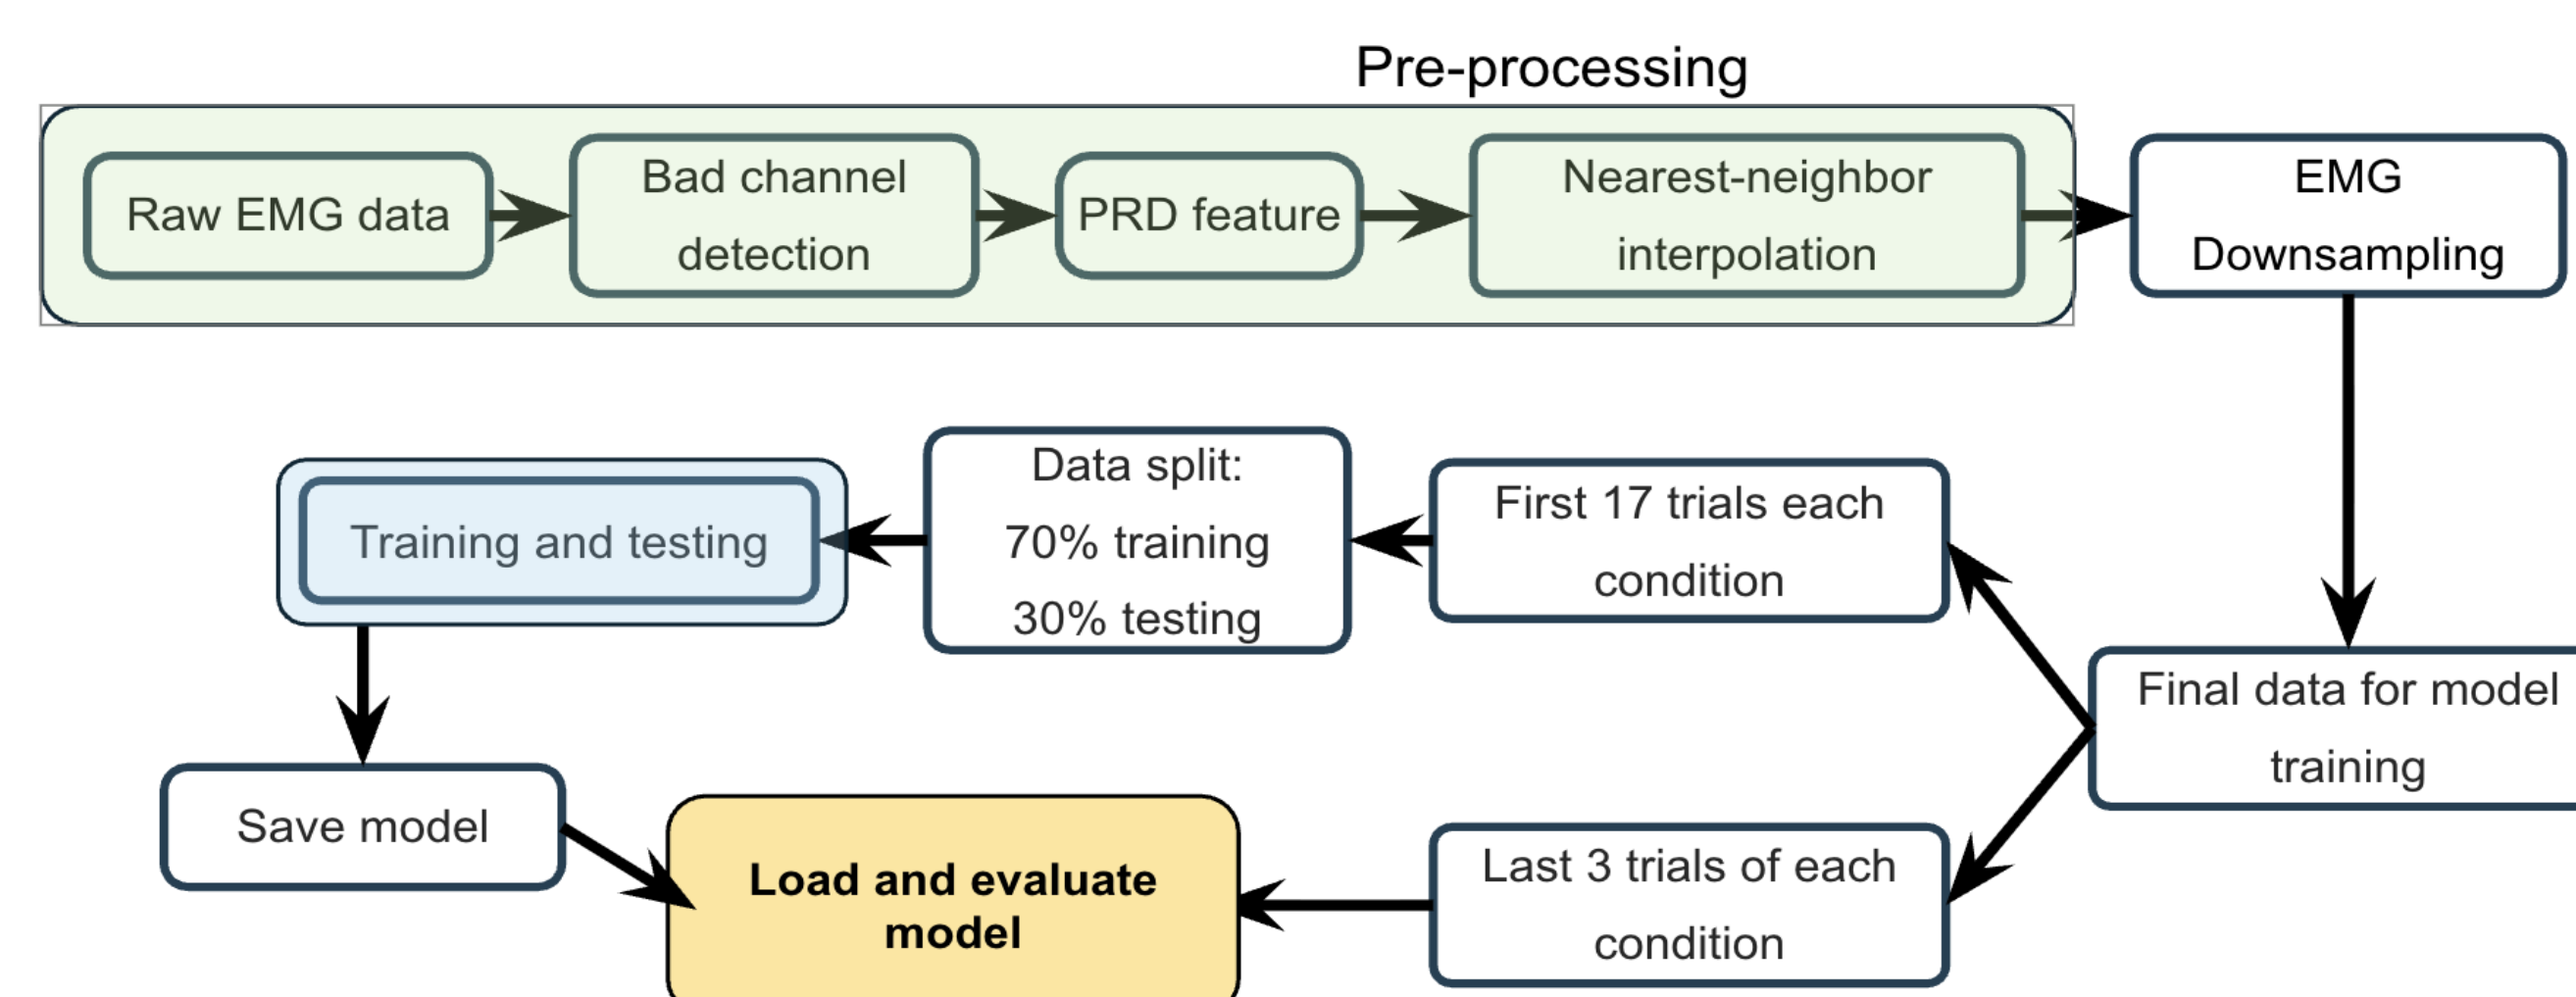 Pre-processing
Raw EMG data
Bad channel
detection
PRD feature
Nearest-neighbor
interpolation
EMG
Downsampling
Training and testing
Data split:
70% training
30% testing
First 17 trials each
condition
Final data for model
training
Save model
Load and evaluate
model
Last 3 trials of each
condition